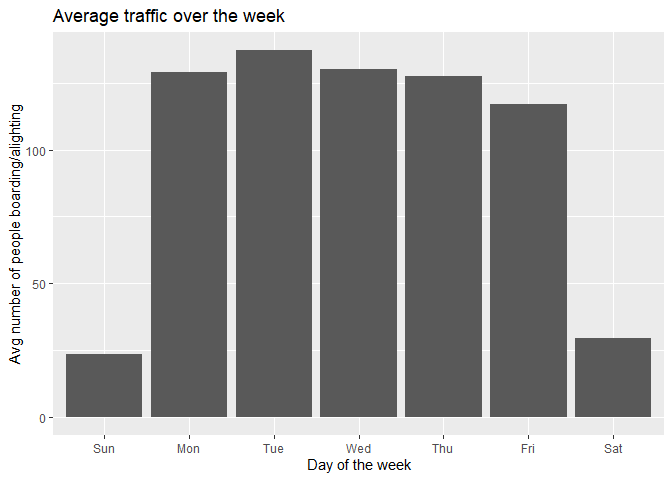 Average traffic over the week
Avg number of people boarding/alighting
100
50
0
Sun Mon Tue Wed Thu Fri Sat
Day of the week